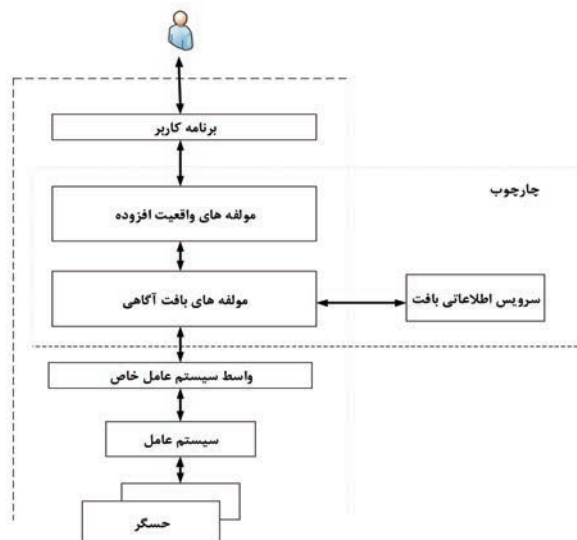 برنامه کاربر
چارچوب
مولفه های واقعیت افزوده
مولفه های بافت آگاهی
سرویس اطلاعاتی بافت
واسط سیستم عامل خاص
سیستم عامل
حسگر